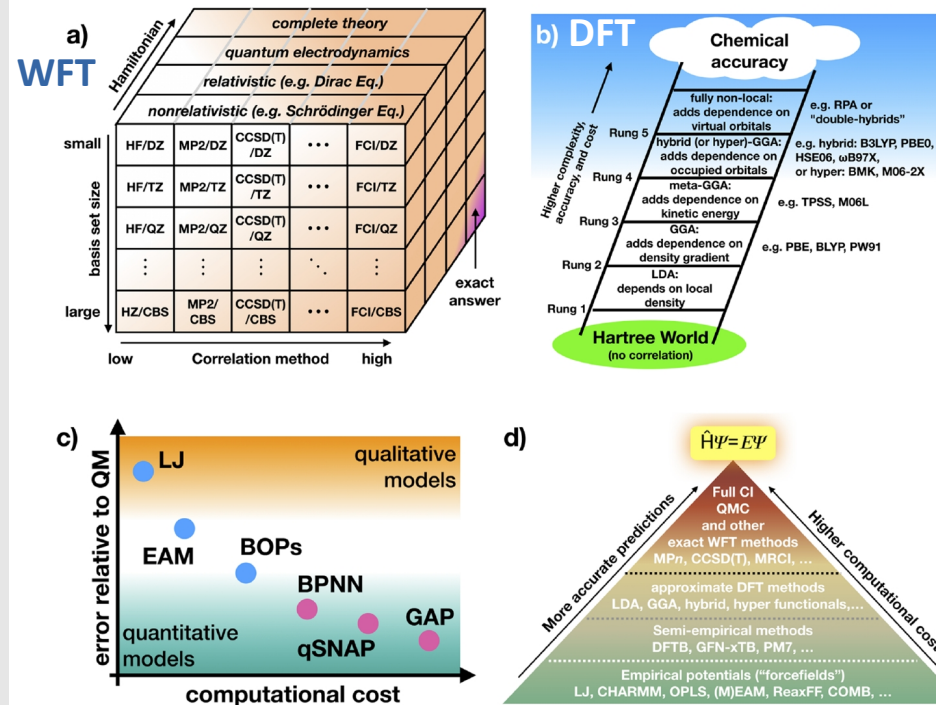 a)
WFT
Hamiltonian
complete theory
quantum electrodynamics
relativistic (e.g. Dirac Eq.)
nonrelativistic (e.g. Schrödinger Eq.)
small
basis set size
large
HF/DZ MP2/DZ CCSD(T) /DZ ••• FCI/DZ
HF/TZ MP2/TZ CCSD(T) /TZ ••• FCI/TZ
HF/QZ MP2/QZ CCSD(T) /QZ ••• FCI/QZ
⋮ ⋮ ⋮ ⋱ ⋮
HZ/CBS MP2/ CBS CCSD(T) /CBS ••• FCI/CBS
exact
answer
low Correlation method high
b) DFT
Chemical
accuracy
Higher complexity,
accuracy, and cost
Rung 5
fully non-local:
adds dependence on
virtual orbitals
e.g. RPA or
"double-hybrids"
Rung 4
hybrid (or hyper)-GGA:
adds dependence on
occupied orbitals
e.g. hybrid: B3LYP, PBE0,
HSE06, ωB97X,
or hyper: BMK, M06-2X
Rung 3
meta-GGA:
adds dependence on
kinetic energy
e.g. TPSS, M06L
Rung 2
GGA:
adds dependence on
density gradient
e.g. PBE, BLYP, PW91
Rung 1
LDA:
depends on local
density
Hartree World
(no correlation)
c)
error relative to QM
qualitative
models
LJ
EAM
BOPs
BPNN
qSNAP
GAP
quantitative
models
computational cost
d)
ĤΨ=EΨ
More accurate predictions
Higher computational cost
Full CI
QMC
and other
exact WFT methods
MPn, CCSD(T), MRCI, ...
approximate DFT methods
LDA, GGA, hybrid, hyper functionals,...
Semi-empirical methods
DFTB, GFN-xTB, PM7, ...
Empirical potentials ("forcefields")
LJ, CHARMM, OPLS, (M)EAM, ReaxFF, COMB, ...